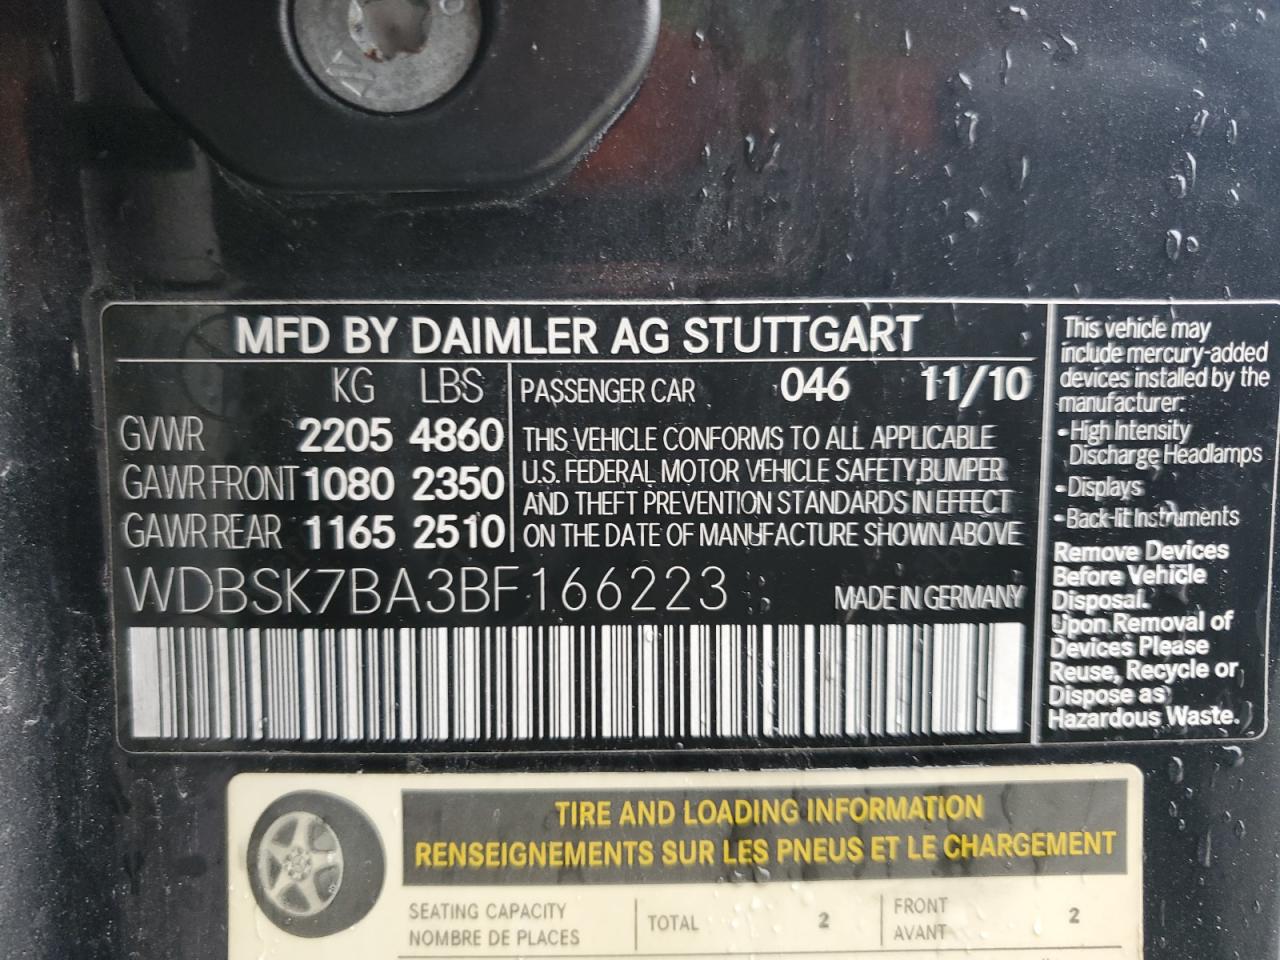 MFD BY DAIMLER AG STUTTGART
KG LBS
GVWR 2205 4860
GAWR FRONT 1080 2350
GAWR REAR 1165 2510
PASSENGER CAR 046 11/10
THIS VEHICLE CONFORMS TO ALL APPLICABLE
U.S. FEDERAL MOTOR VEHICLE SAFETY, BUMPER
AND THEFT PREVENTION STANDARDS IN EFFECT
ON THE DATE OF MANUFACTURE SHOWN ABOVE
WDBSK7BA3BF166223 MADE IN GERMANY
This vehicle may
include mercury-added
devices installed by the
manufacturer:
• High Intensity
Discharge Headlamps
• Displays
• Back-lit Instruments
Remove Devices
Before Vehicle
Disposal.
Upon Removal of
Devices Please
Reuse, Recycle or
Dispose as
Hazardous Waste.
TIRE AND LOADING INFORMATION
RENSEIGNEMENTS SUR LES PNEUS ET LE CHARGEMENT
SEATING CAPACITY
NOMBRE DE PLACES
TOTAL 2
FRONT
AVANT
2